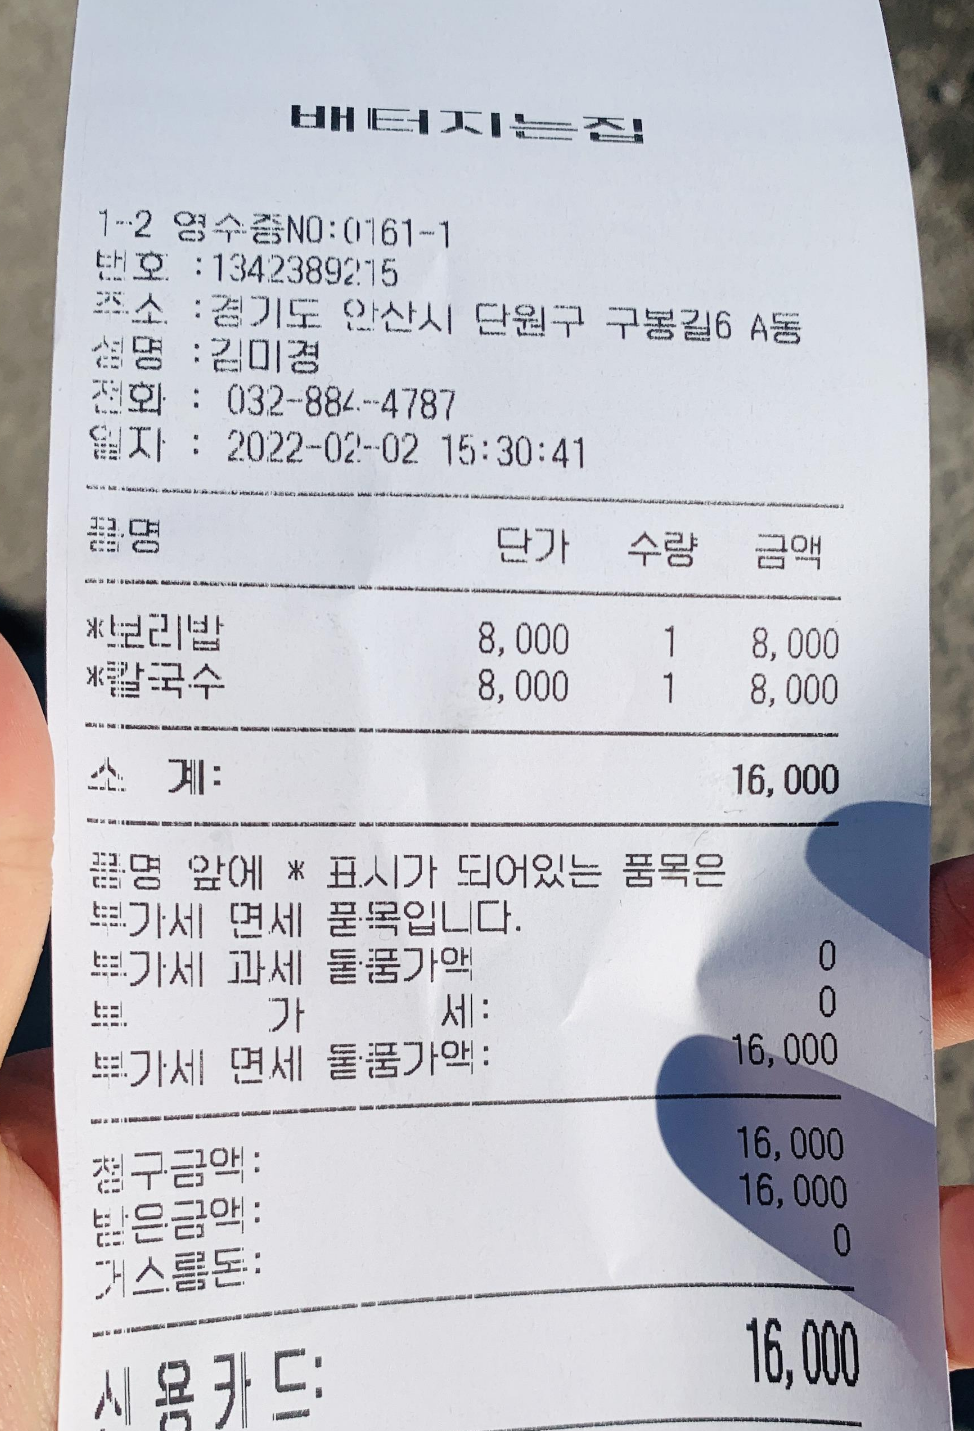 배터지는집
1-2 영수증NO:0161-1
번호 :1342389215
주소 :경기도 안산시 단원구 구봉길6 A동
성명 :김미경
전화 : 032-884-4787
일자 : 2022-02-02 15:30:41
품명 단가 수량 금액
*보리밥 8,000 1 8,000
*칼국수 8,000 1 8,000
소 계: 16,000
품명 앞에 * 표시가 되어있는 품목은
부가세 면세 품목입니다.
부가세 과세 물품가액 0
부 가 세: 0
부가세 면세 물품가액: 16,000
청구금액: 16,000
받은금액: 16,000
거스름돈: 0
사용카드: 16,000